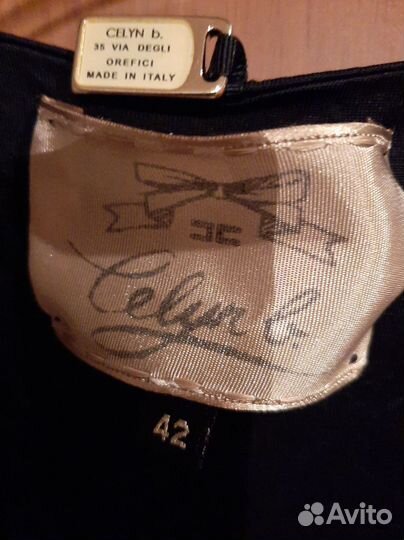 CELYN b.
35 VIA DEGLI
OREFICI
MADE IN ITALY
Celyn b.
42
Avito